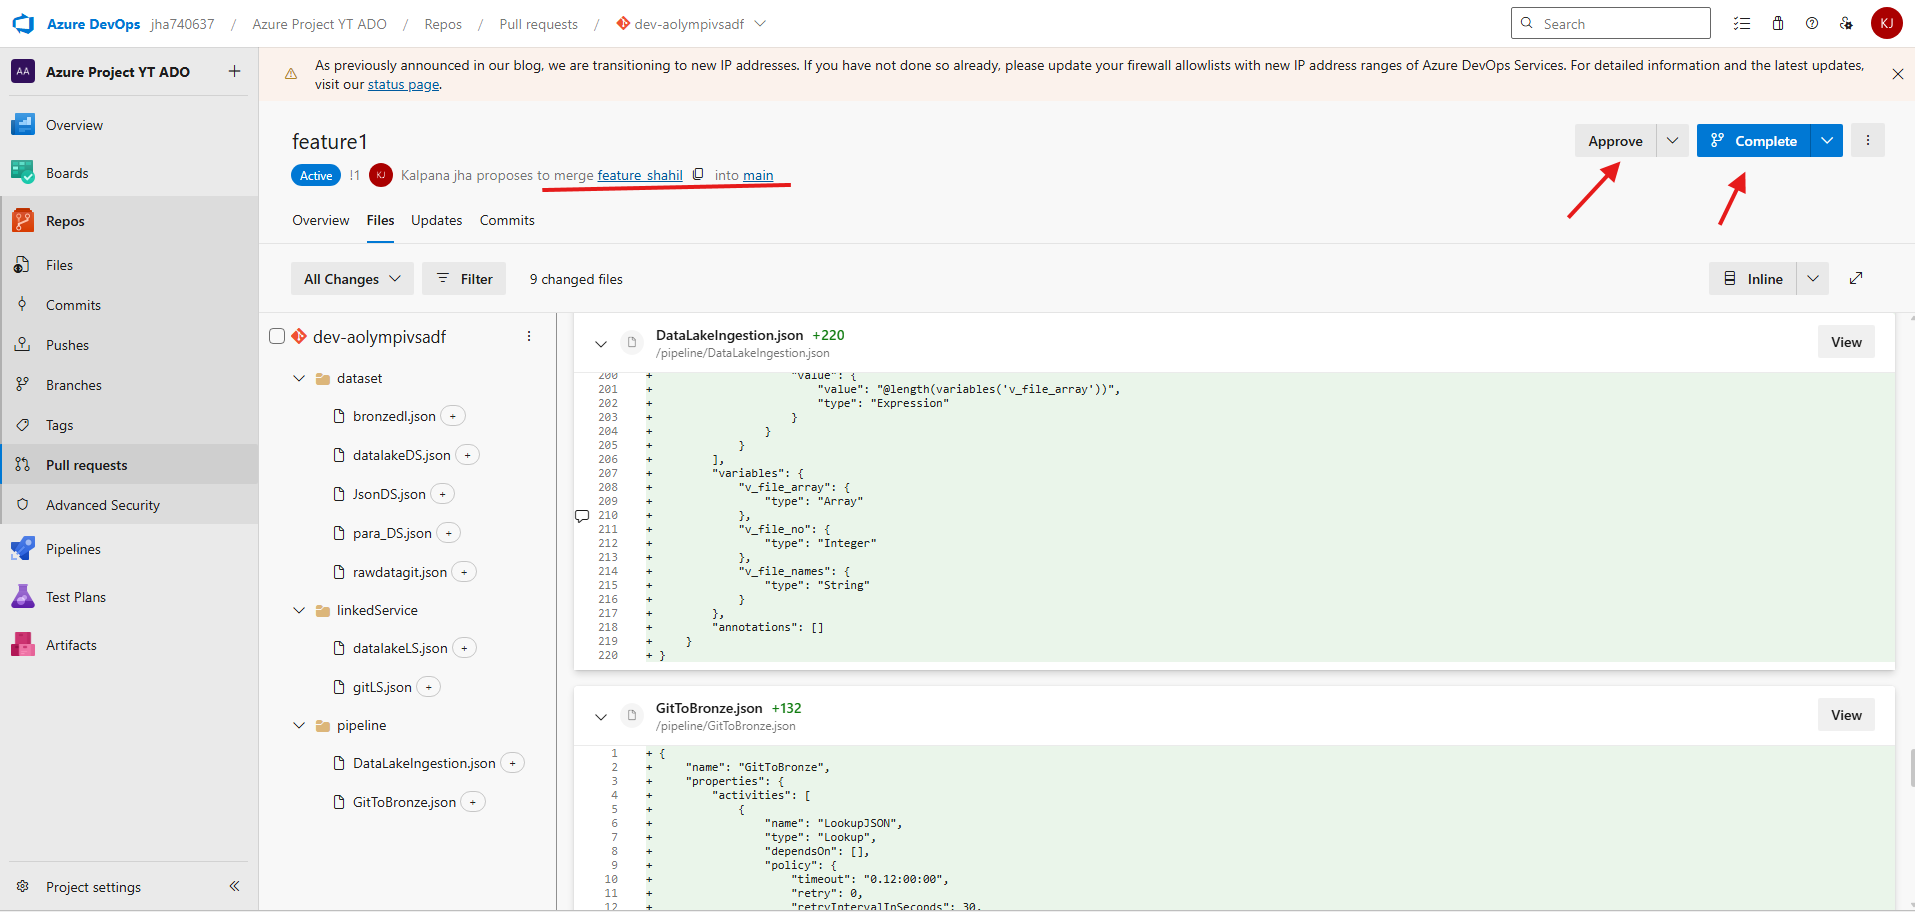 Azure DevOps jha740637 / Azure Project YT ADO / Repos / Pull requests / dev-aolympivsadf
Search
KJ
AA Azure Project YT ADO +
Overview
Boards
Repos
Files
Commits
Pushes
Branches
Tags
Pull requests
Advanced Security
Pipelines
Test Plans
Artifacts
Project settings
As previously announced in our blog, we are transitioning to new IP addresses. If you have not done so already, please update your firewall allowlists with new IP address ranges of Azure DevOps Services. For detailed information and the latest updates,
visit our status page.
feature1
Approve
Complete
Active !1 KJ Kalpana jha proposes to merge feature_shahil into main
Overview Files Updates Commits
All Changes Filter 9 changed files
Inline
dev-aolympivsadf
dataset
bronzedl.json +
datalakeDS.json +
JsonDS.json +
para_DS.json +
rawdatagit.json +
linkedService
datalakeLS.json +
gitLS.json +
pipeline
DataLakeIngestion.json +
GitToBronze.json +
DataLakeIngestion.json +220
/pipeline/DataLakeIngestion.json
View
200 + "value": {
201 + "value": "@length(variables('v_file_array'))",
202 + "type": "Expression"
203 + }
204 + }
205 + }
206 + ],
207 + "variables": {
208 + "v_file_array": {
209 + "type": "Array"
210 + },
211 + "v_file_no": {
212 + "type": "Integer"
213 + },
214 + "v_file_names": {
215 + "type": "String"
216 + }
217 + },
218 + "annotations": []
219 + }
220 + }
GitToBronze.json +132
/pipeline/GitToBronze.json
View
1 + {
2 + "name": "GitToBronze",
3 + "properties": {
4 + "activities": [
5 + {
6 + "name": "LookupJSON",
7 + "type": "Lookup",
8 + "dependsOn": [],
9 + "policy": {
10 + "timeout": "0.12:00:00",
11 + "retry": 0,
12 + "retryIntervalInSeconds": 30,